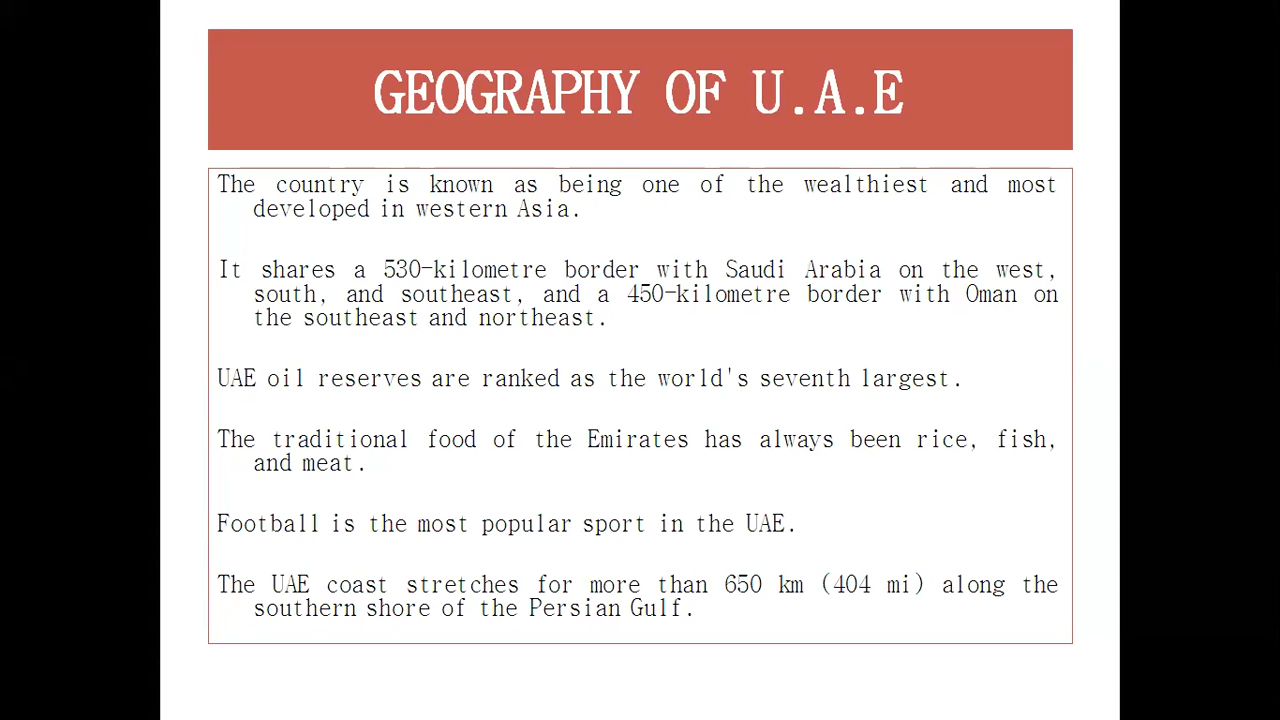 GEOGRAPHY OF U.A.E
The country is known as being one of the wealthiest and most
developed in western Asia.
It shares a 530-kilometre border with Saudi Arabia on the west,
south, and southeast, and a 450-kilometre border with Oman on
the southeast and northeast.
UAE oil reserves are ranked as the world's seventh largest.
The traditional food of the Emirates has always been rice, fish,
and meat.
Football is the most popular sport in the UAE.
The UAE coast stretches for more than 650 km (404 mi) along the
southern shore of the Persian Gulf.